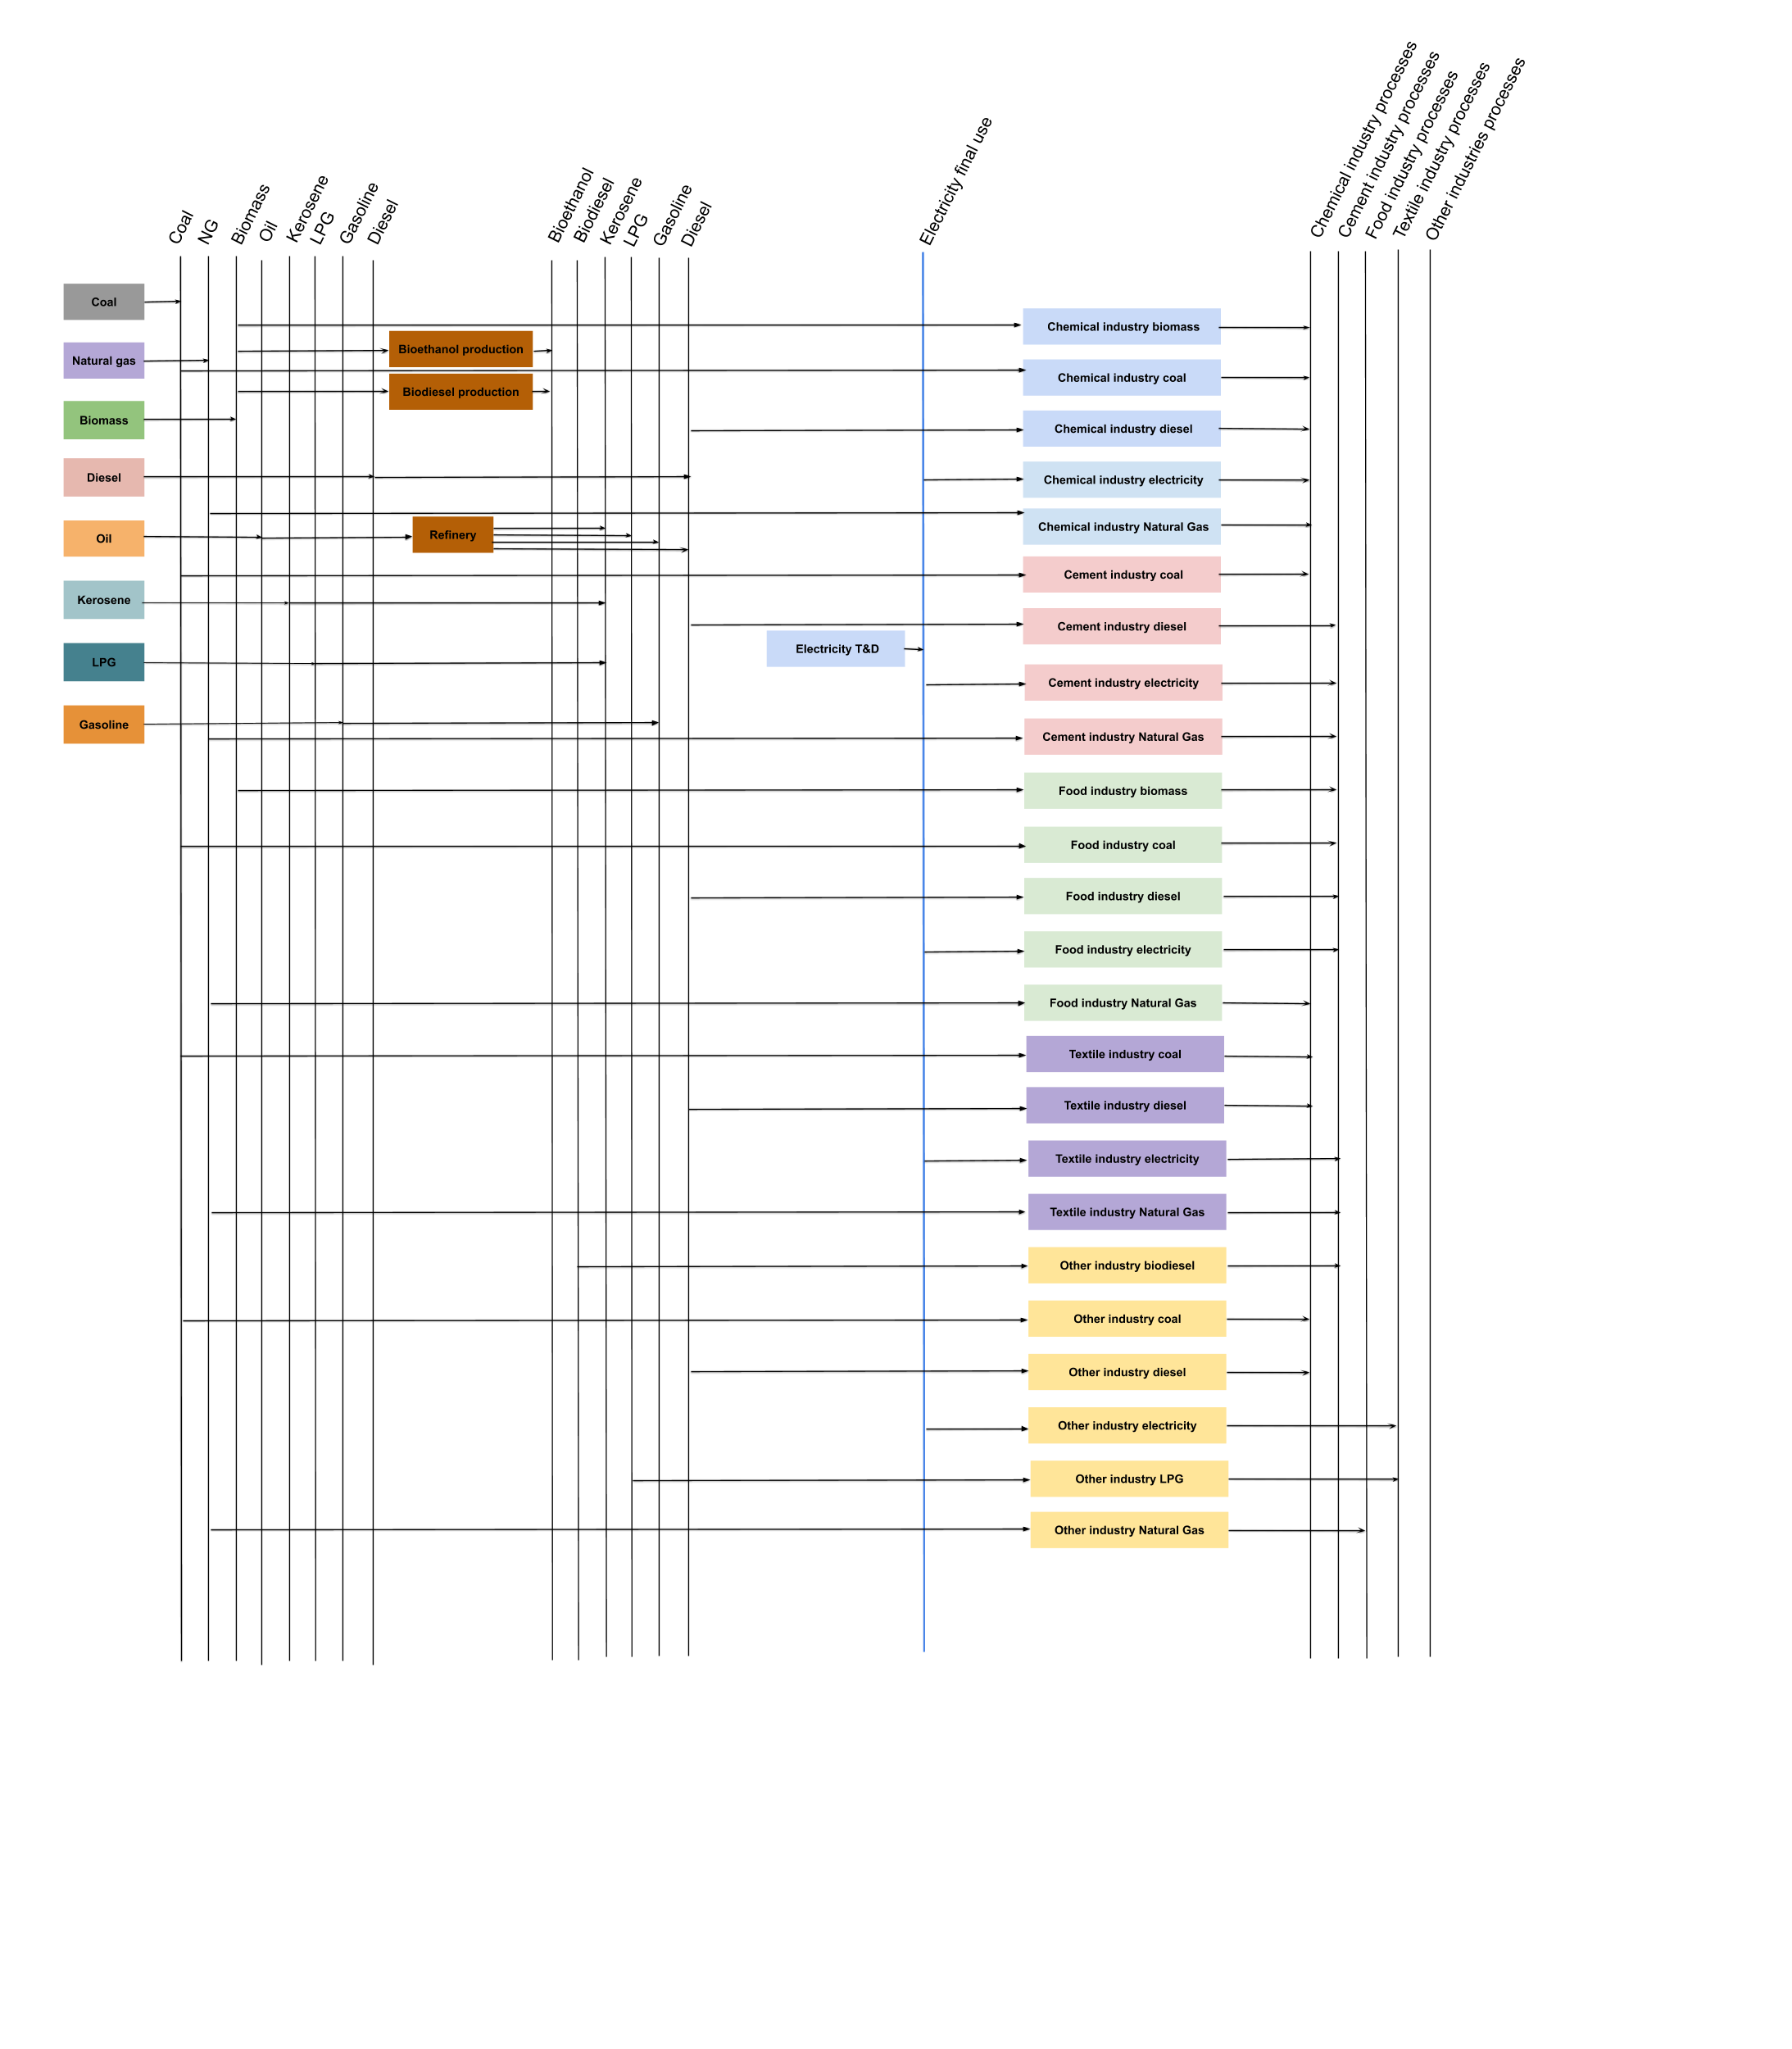 Coal
NG
Biomass
Oil
Kerosene
LPG
Gasoline
Diesel
Bioethanol
Biodiesel
Kerosene
LPG
Gasoline
Diesel
Electricity final use
Chemical industry processes
Cement industry processes
Food industry processes
Textile industry processes
Other industries processes
Coal
Natural gas
Biomass
Diesel
Oil
Kerosene
LPG
Gasoline
Bioethanol production
Biodiesel production
Refinery
Electricity T&D
Chemical industry biomass
Chemical industry coal
Chemical industry diesel
Chemical industry electricity
Chemical industry Natural Gas
Cement industry coal
Cement industry diesel
Cement industry electricity
Cement industry Natural Gas
Food industry biomass
Food industry coal
Food industry diesel
Food industry electricity
Food industry Natural Gas
Textile industry coal
Textile industry diesel
Textile industry electricity
Textile industry Natural Gas
Other industry biodiesel
Other industry coal
Other industry diesel
Other industry electricity
Other industry LPG
Other industry Natural Gas